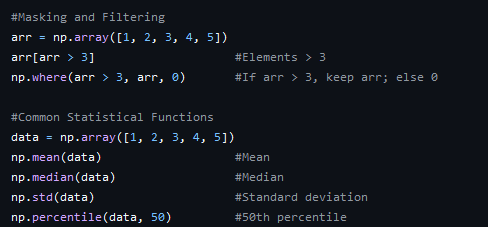 #Masking and Filtering
arr = np.array([1, 2, 3, 4, 5])
arr[arr > 3]                    #Elements > 3
np.where(arr > 3, arr, 0)       #If arr > 3, keep arr; else 0

#Common Statistical Functions
data = np.array([1, 2, 3, 4, 5])
np.mean(data)                   #Mean
np.median(data)                 #Median
np.std(data)                    #Standard deviation
np.percentile(data, 50)         #50th percentile